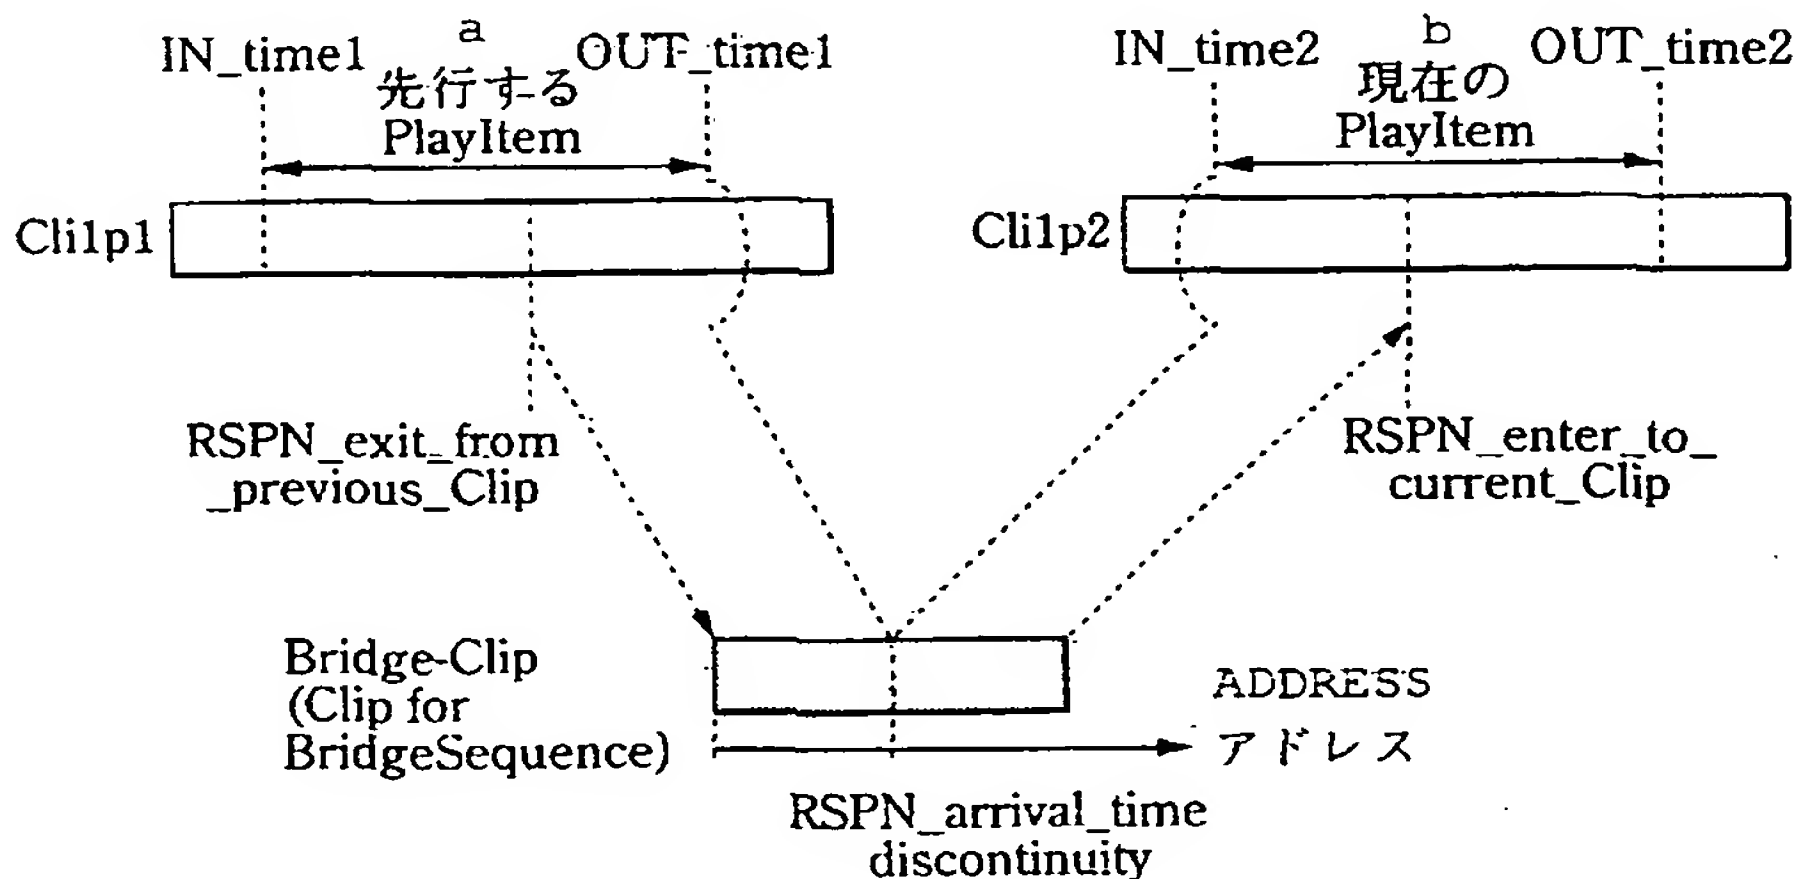 IN_time1
a
先行する
PlayItem
OUT_time1
IN_time2
b
現在の
PlayItem
OUT_time2
Cli1p1
Cli1p2
RSPN_exit_from
_previous_Clip
RSPN_enter_to_
current_Clip
Bridge-Clip
(Clip for
BridgeSequence)
ADDRESS
アドレス
RSPN_arrival_time
discontinuity